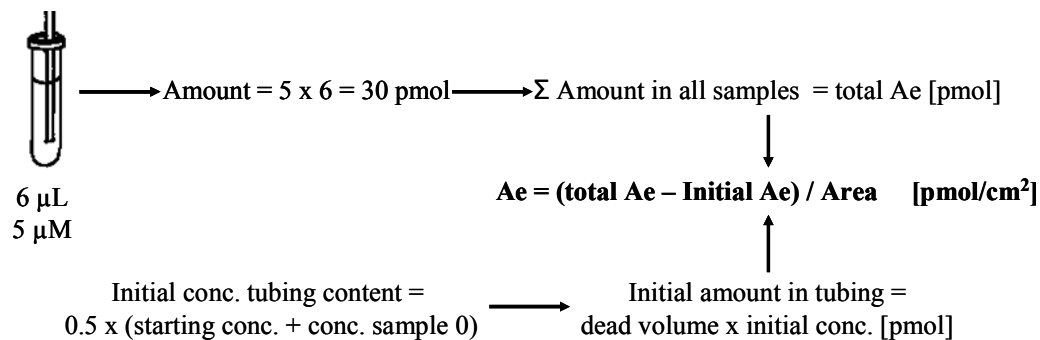 Amount = 5 x 6 = 30 pmol
Σ Amount in all samples = total Ae [pmol]
6 µL
5 µM
Ae = (total Ae – Initial Ae) / Area [pmol/cm²]
Initial conc. tubing content =
0.5 x (starting conc. + conc. sample 0)
Initial amount in tubing =
dead volume x initial conc. [pmol]